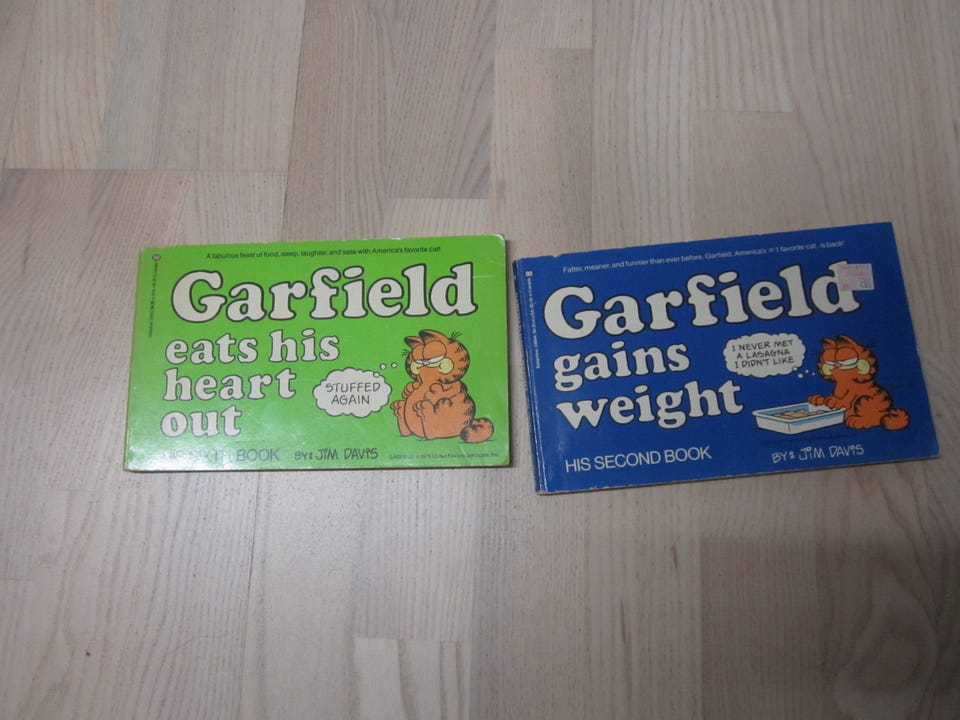 A fabulous feast of food, sleep, laughter, and sass with America's favorite cat!
Garfield
eats his
heart
out
STUFFED
AGAIN
HIS SIXTH BOOK
BY: JIM DAVIS
Fatter, meaner, and funnier than ever before. Garfield, America's #1 favorite cat, is back!
Garfield
gains
weight
I NEVER MET
A LASAGNA
I DIDN'T LIKE
HIS SECOND BOOK
BY: JIM DAVIS